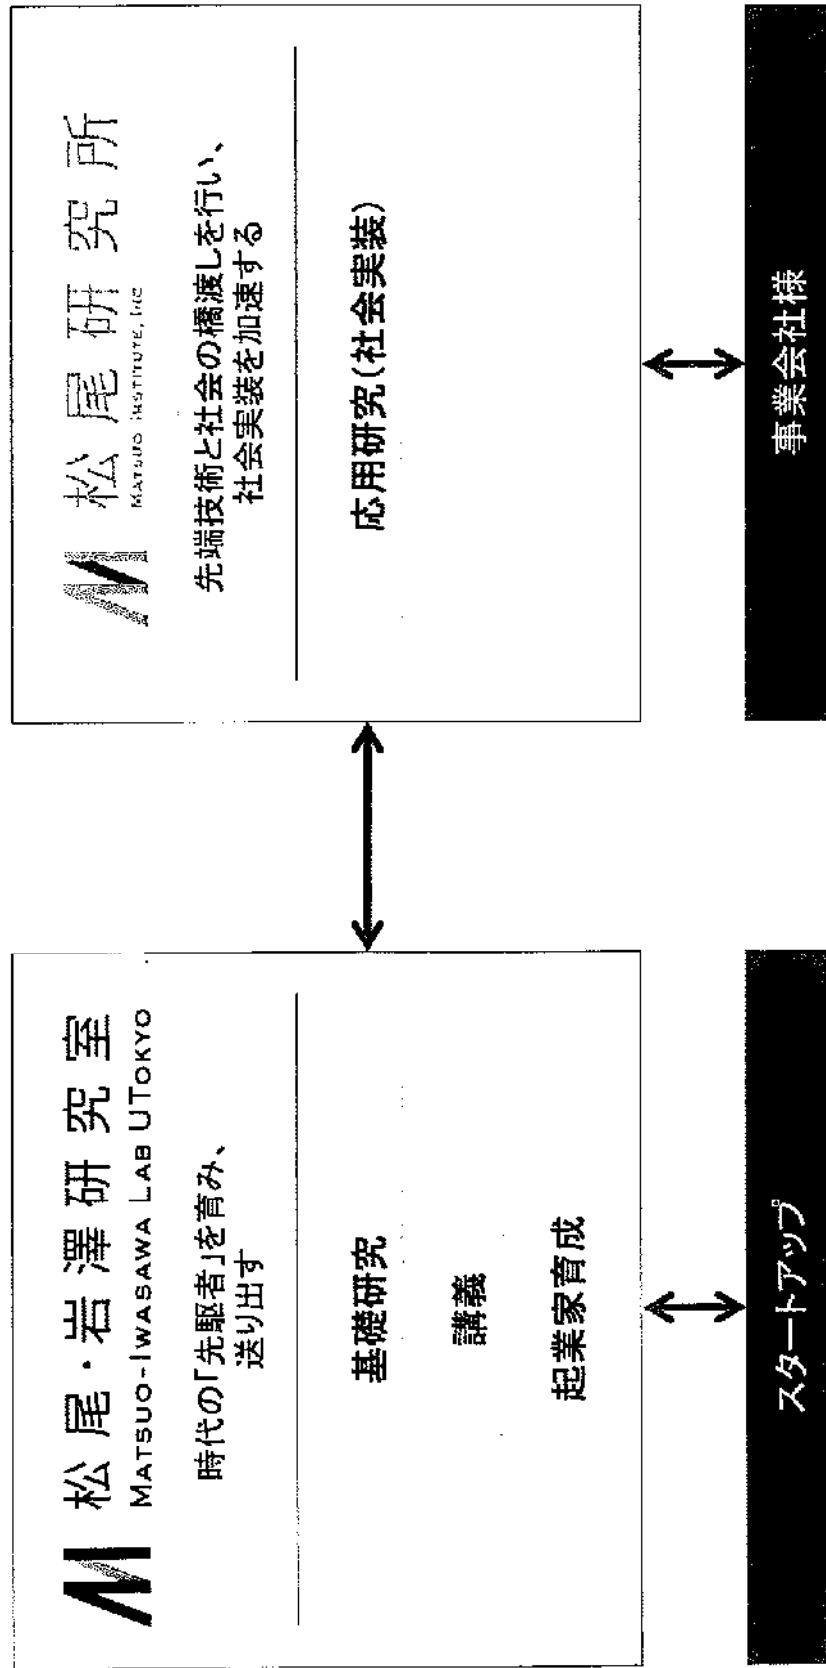 松尾・岩澤研究室
MATSUO-IWASAWA LAB UTOKYO
時代の「先駆者」を育み、
送り出す
基礎研究
講義
起業家育成
スタートアップ
松尾研究所
MATSUO INSTITUTE, INC
先端技術と社会の橋渡しを行い、
社会実装を加速する
応用研究(社会実装)
事業会社様